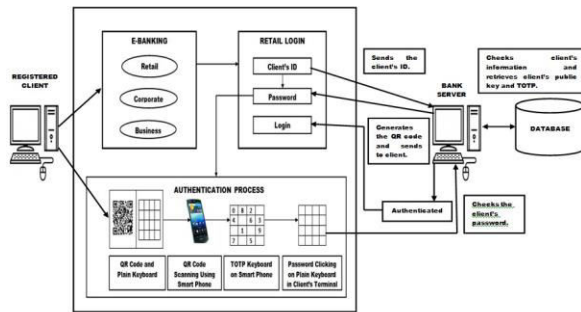 E-BANKING
Retail
Corporate
Business
RETAIL LOGIN
Client's ID
Password
Login
REGISTERED
CLIENT
Sends the
client's ID.
Generates
the QR code
and sends
to client.
BANK
SERVER
Checks client's
information and
retrieves client's public
key and TOTP.
DATABASE
Authenticated
Checks the
client's
password.
AUTHENTICATION PROCESS
QR Code and
Plain Keyboard
QR Code
Scanning Using
Smart Phone
TOTP Keyboard
on Smart Phone
Password Clicking
on Plain Keyboard
in Client's Terminal